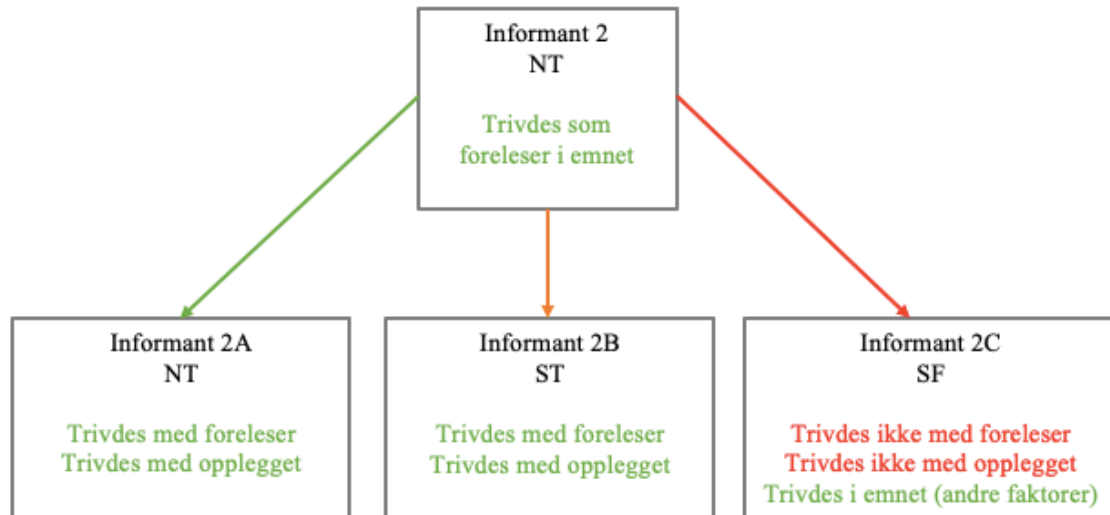 Informant 2
NT
Trivdes som
foreleser i emnet
Informant 2A
NT
Trivdes med foreleser
Trivdes med opplegget
Informant 2B
ST
Trivdes med foreleser
Trivdes med opplegget
Informant 2C
SF
Trivdes ikke med foreleser
Trivdes ikke med opplegget
Trivdes i emnet (andre faktorer)